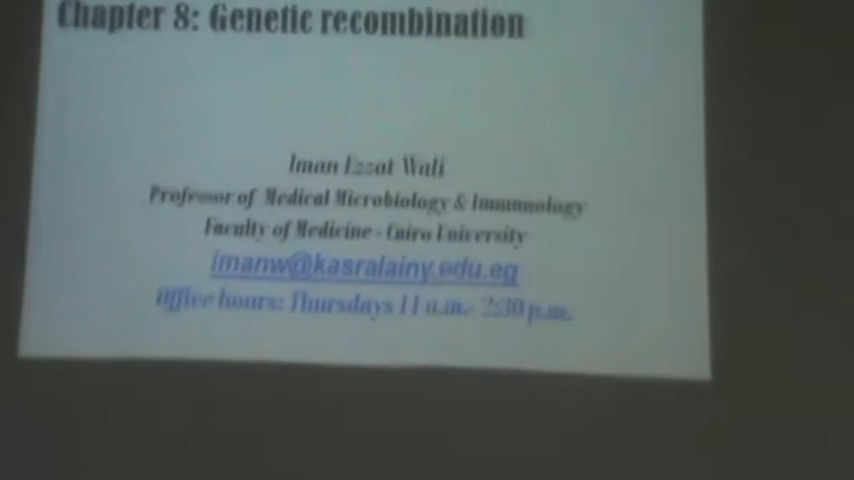 Chapter 8: Genetic recombination
Iman Ezzat Wali
Professor of Medical Microbiology & Immunology
Faculty of Medicine - Cairo University
imanw@kasralainy.edu.eg
Office hours: Thursdays 11 a.m.- 2:30 p.m.